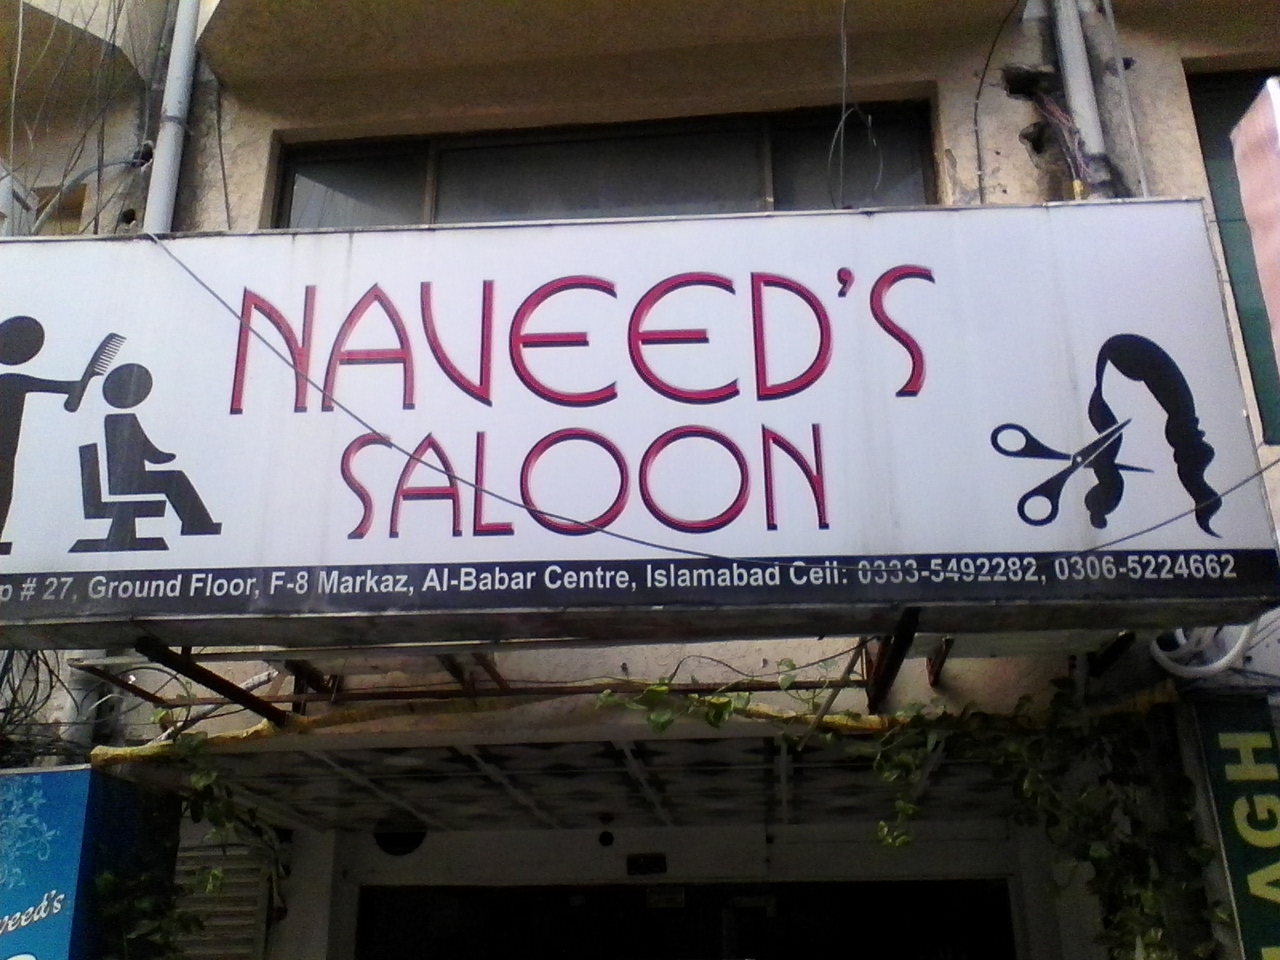 NAVEED'S
SALOON
p # 27, Ground Floor, F-8 Markaz, Al-Babar Centre, Islamabad Cell: 0333-5492282, 0306-5224662
veed's
AGH